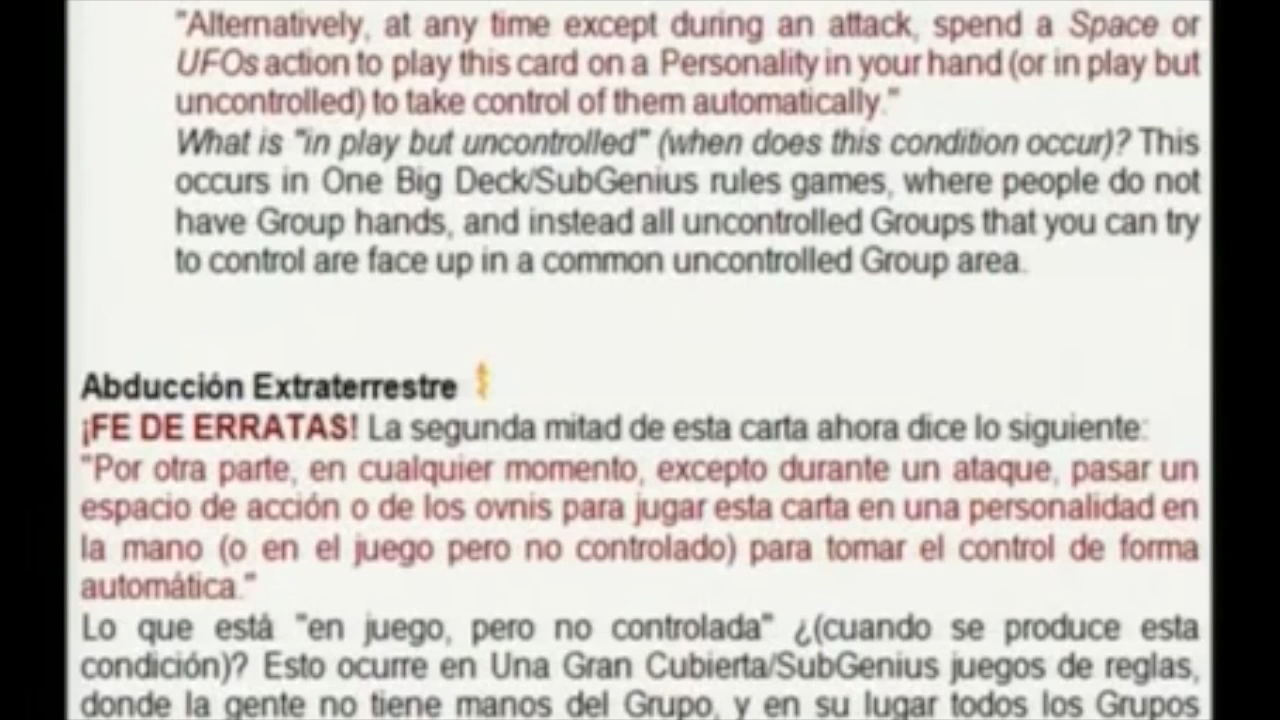 "Alternatively, at any time except during an attack, spend a Space or
UFOs action to play this card on a Personality in your hand (or in play but
uncontrolled) to take control of them automatically."
What is "in play but uncontrolled" (when does this condition occur)? This
occurs in One Big Deck/SubGenius rules games, where people do not
have Group hands, and instead all uncontrolled Groups that you can try
to control are face up in a common uncontrolled Group area.
Abducción Extraterrestre
¡FE DE ERRATAS! La segunda mitad de esta carta ahora dice lo siguiente:
"Por otra parte, en cualquier momento, excepto durante un ataque, pasar un
espacio de acción o de los ovnis para jugar esta carta en una personalidad en
la mano (o en el juego pero no controlado) para tomar el control de forma
automática."
Lo que está "en juego, pero no controlada" ¿(cuando se produce esta
condición)? Esto ocurre en Una Gran Cubierta/SubGenius juegos de reglas,
donde la gente no tiene manos del Grupo, y en su lugar todos los Grupos